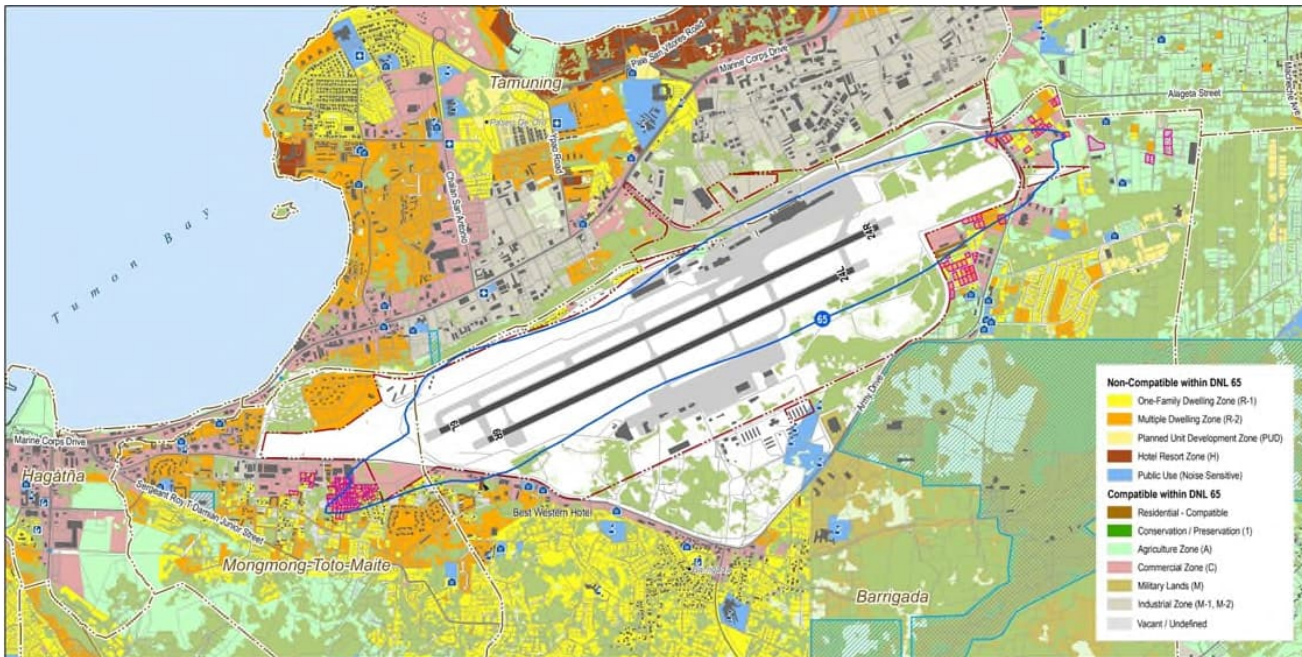 Tamuning
Pale San Vitores Road
Marine Corps Drive
Alageta Street
Macheche Ave
Ypao Road
Chalan San Antonio
Tumon Bay
24R
24L
65
6L
6R
Army Drive
Marine Corps Drive
Hagåtña
Sergeant Roy T Damian Junior Street
Best Western Hotel
Mongmong-Toto-Maite
Barrigada
Non-Compatible within DNL 65
One-Family Dwelling Zone (R-1)
Multiple Dwelling Zone (R-2)
Planned Unit Development Zone (PUD)
Hotel Resort Zone (H)
Public Use (Noise Sensitive)
Compatible within DNL 65
Residential - Compatible
Conservation / Preservation (1)
Agriculture Zone (A)
Commercial Zone (C)
Military Lands (M)
Industrial Zone (M-1, M-2)
Vacant / Undefined